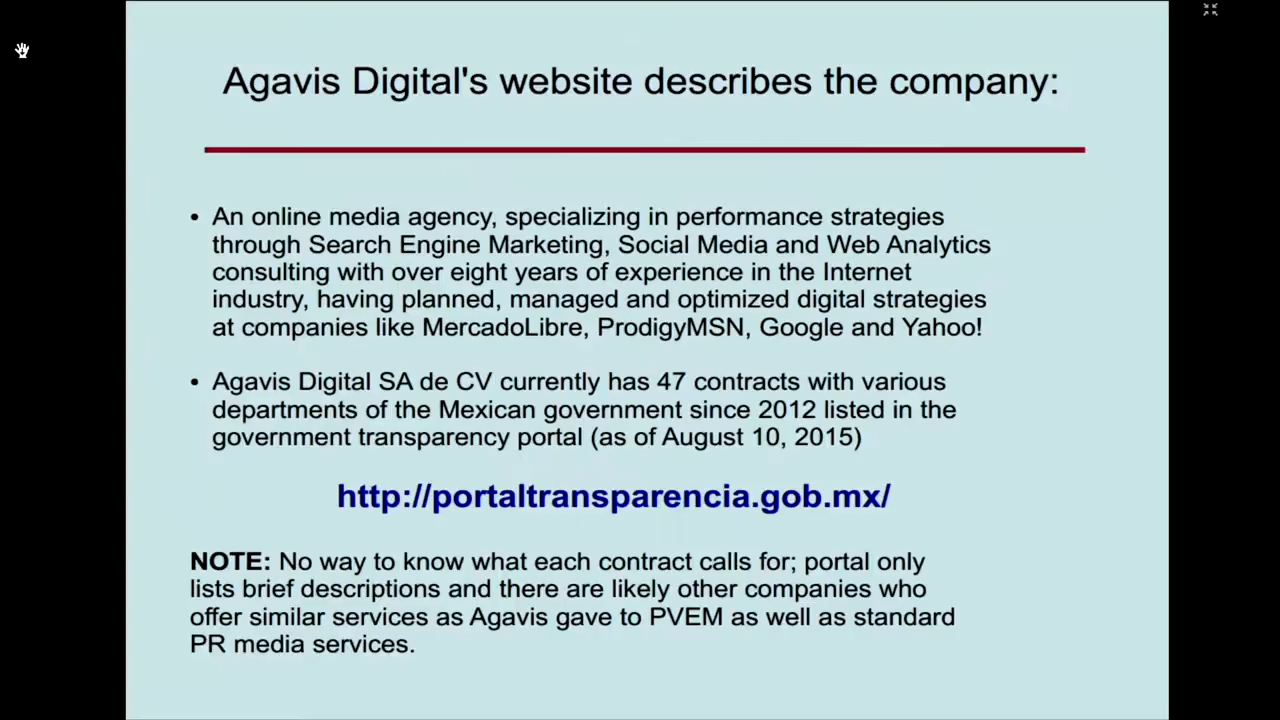 Agavis Digital's website describes the company:
• An online media agency, specializing in performance strategies
through Search Engine Marketing, Social Media and Web Analytics
consulting with over eight years of experience in the Internet
industry, having planned, managed and optimized digital strategies
at companies like MercadoLibre, ProdigyMSN, Google and Yahoo!
• Agavis Digital SA de CV currently has 47 contracts with various
departments of the Mexican government since 2012 listed in the
government transparency portal (as of August 10, 2015)
http://portaltransparencia.gob.mx/
NOTE: No way to know what each contract calls for; portal only
lists brief descriptions and there are likely other companies who
offer similar services as Agavis gave to PVEM as well as standard
PR media services.